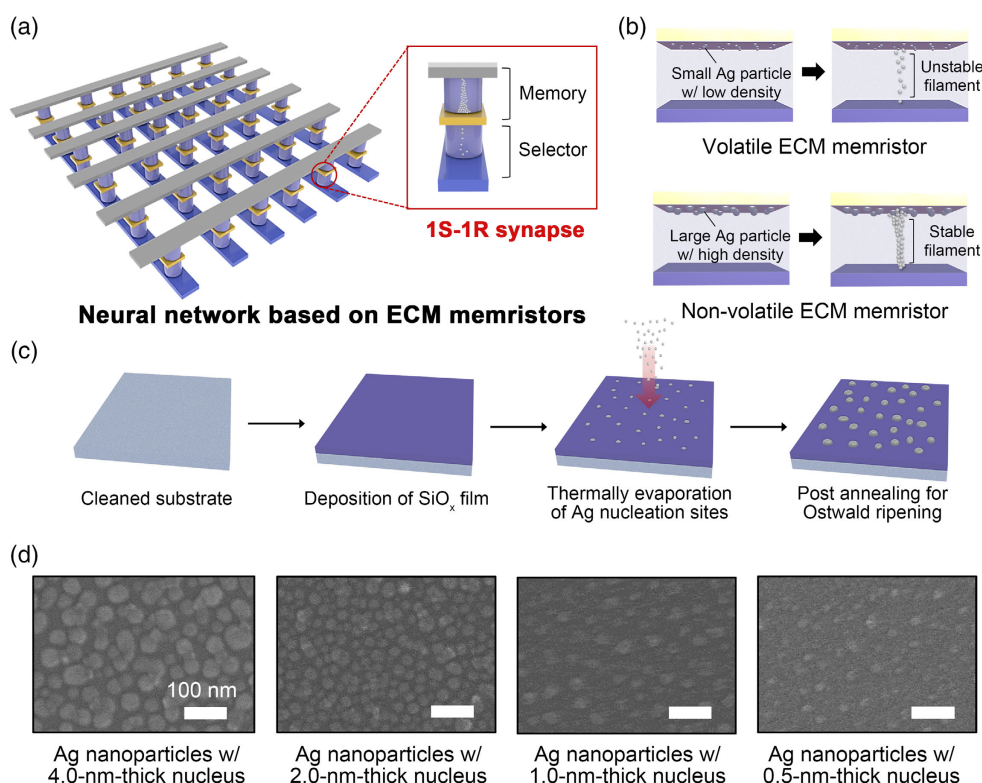 (a)
Memory
Selector
1S-1R synapse
Neural network based on ECM memristors
(b)
Small Ag particle
w/ low density
Unstable
filament
Volatile ECM memristor
Large Ag particle
w/ high density
Stable
filament
Non-volatile ECM memristor
(c)
Cleaned substrate
Deposition of SiOₓ film
Thermally evaporation
of Ag nucleation sites
Post annealing for
Ostwald ripening
(d)
100 nm
Ag nanoparticles w/
4.0-nm-thick nucleus
Ag nanoparticles w/
2.0-nm-thick nucleus
Ag nanoparticles w/
1.0-nm-thick nucleus
Ag nanoparticles w/
0.5-nm-thick nucleus